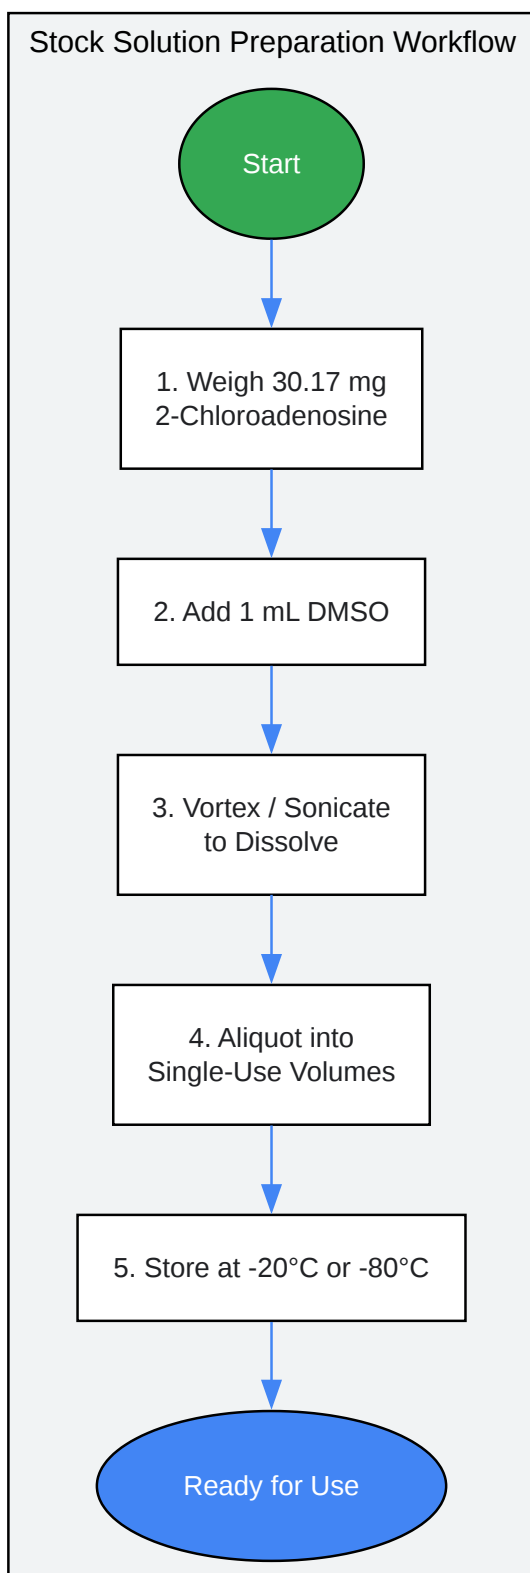 Stock Solution Preparation Workflow
Start
1. Weigh 30.17 mg
2-Chloroadenosine
2. Add 1 mL DMSO
3. Vortex / Sonicate
to Dissolve
4. Aliquot into
Single-Use Volumes
5. Store at -20°C or -80°C
Ready for Use